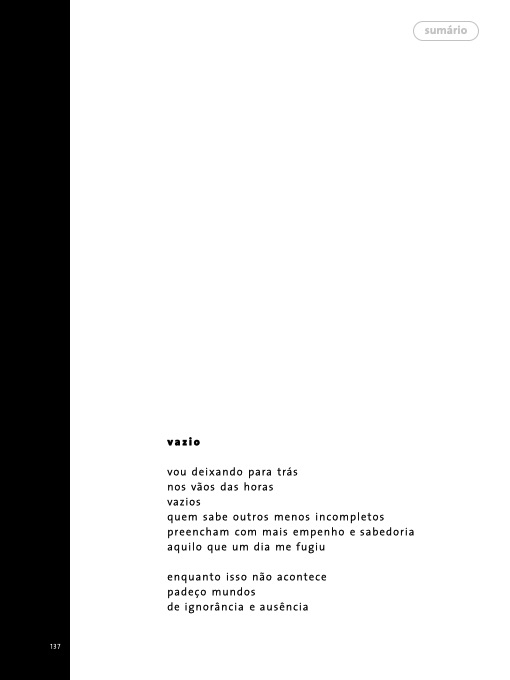 sumário
vazio
vou deixando para trás
nos vãos das horas
vazios
quem sabe outros menos incompletos
preencham com mais empenho e sabedoria
aquilo que um dia me fugiu
enquanto isso não acontece
padeço mundos
de ignorância e ausência
137